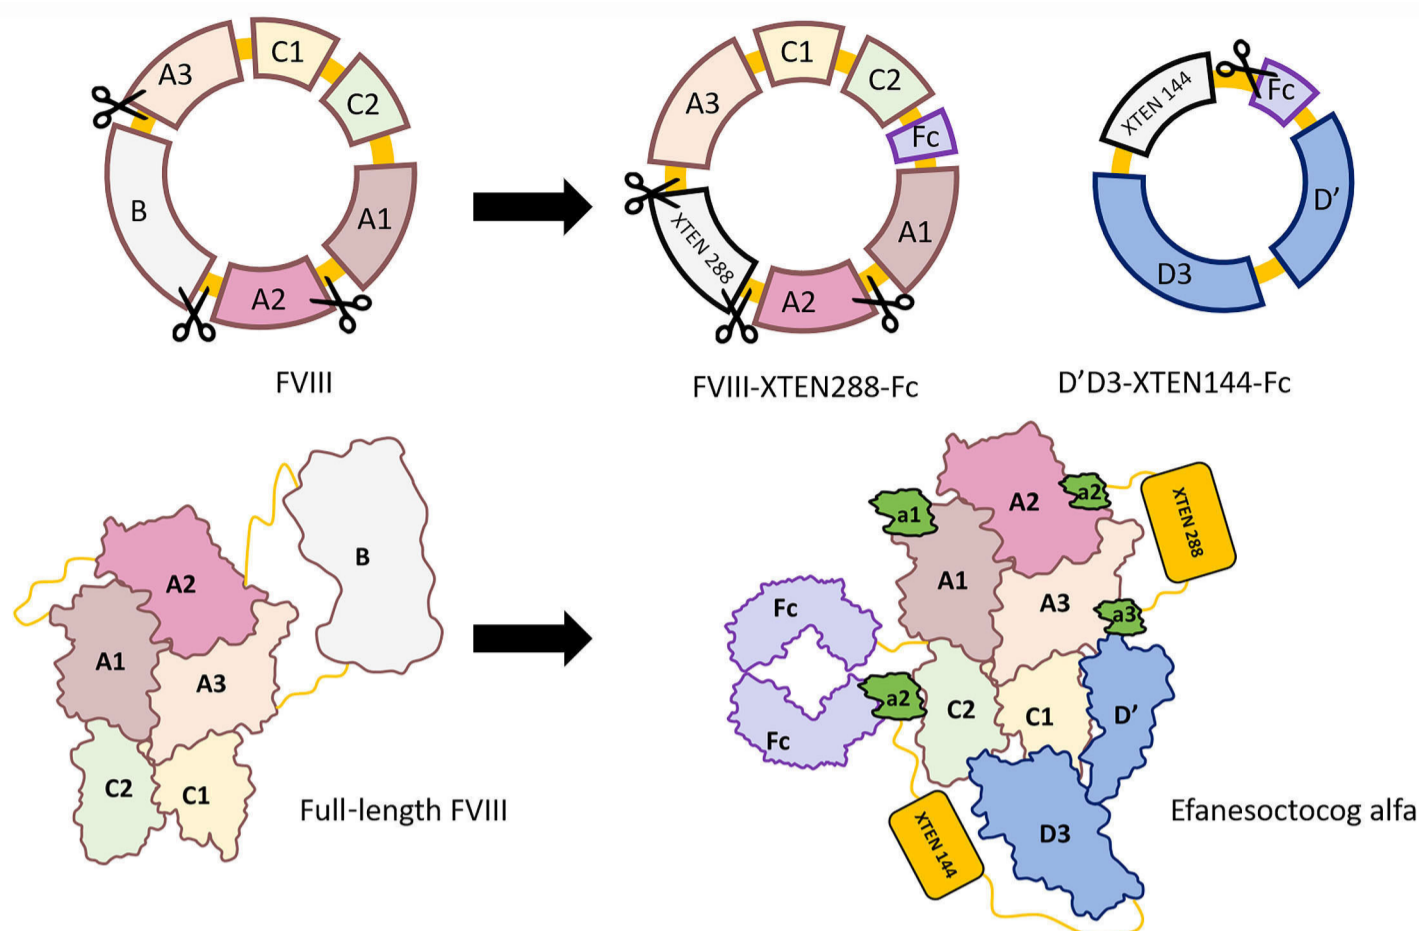 A3
C1
C2
B
A1
A2
FVIII
C1
A3
C2
Fc
XTEN 288
A1
A2
FVIII-XTEN288-Fc
XTEN 144
Fc
D’
D3
D’D3-XTEN144-Fc
B
A2
A1
A3
C2
C1
Full-length FVIII
A2
a2
XTEN 288
a1
A1
A3
a3
Fc
Fc
a2
C2
C1
D’
XTEN 144
D3
Efanesoctocog alfa